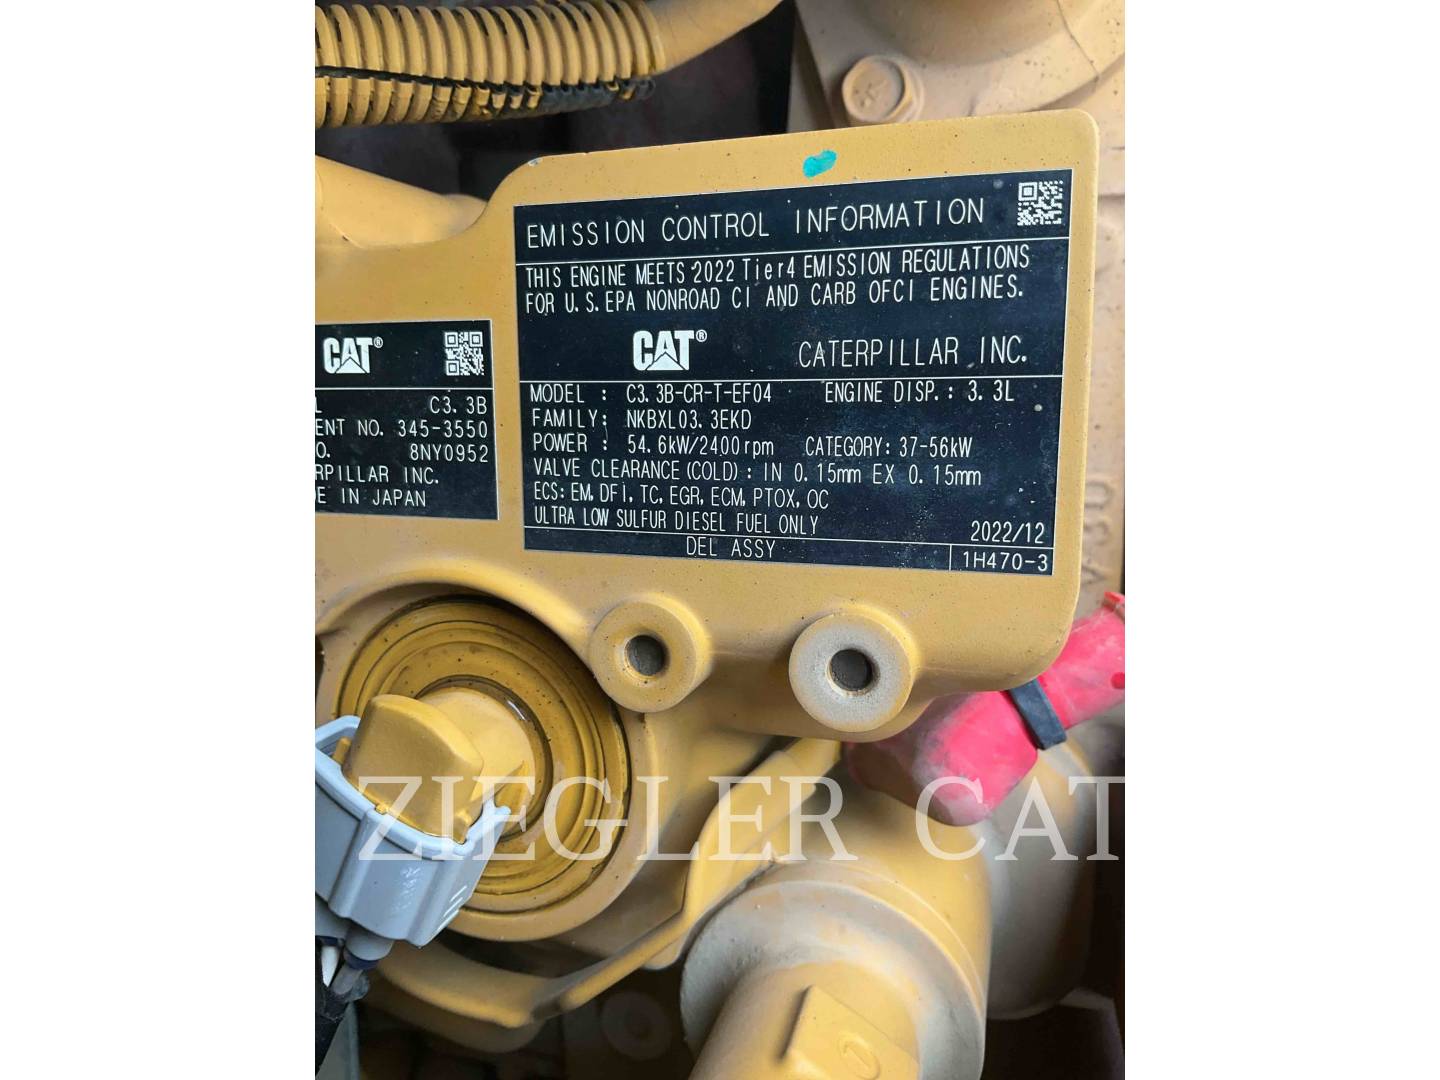 EMISSION CONTROL INFORMATION
THIS ENGINE MEETS 2022 Tier4 EMISSION REGULATIONS
FOR U.S.EPA NONROAD CI AND CARB OFCI ENGINES.
CAT® CATERPILLAR INC.
MODEL : C3.3B-CR-T-EF04 ENGINE DISP.: 3.3L
FAMILY: NKBXL03.3EKD
POWER : 54.6kW/2400rpm CATEGORY: 37-56kW
VALVE CLEARANCE(COLD): IN 0.15mm EX 0.15mm
ECS: EM, DFI, TC, EGR, ECM, PTOX, OC
ULTRA LOW SULFUR DIESEL FUEL ONLY 2022/12
DEL ASSY 1H470-3
CAT®
L C3.3B
ENT NO. 345-3550
O. 8NY0952
RPILLAR INC.
DE IN JAPAN
ZIEGLER CAT